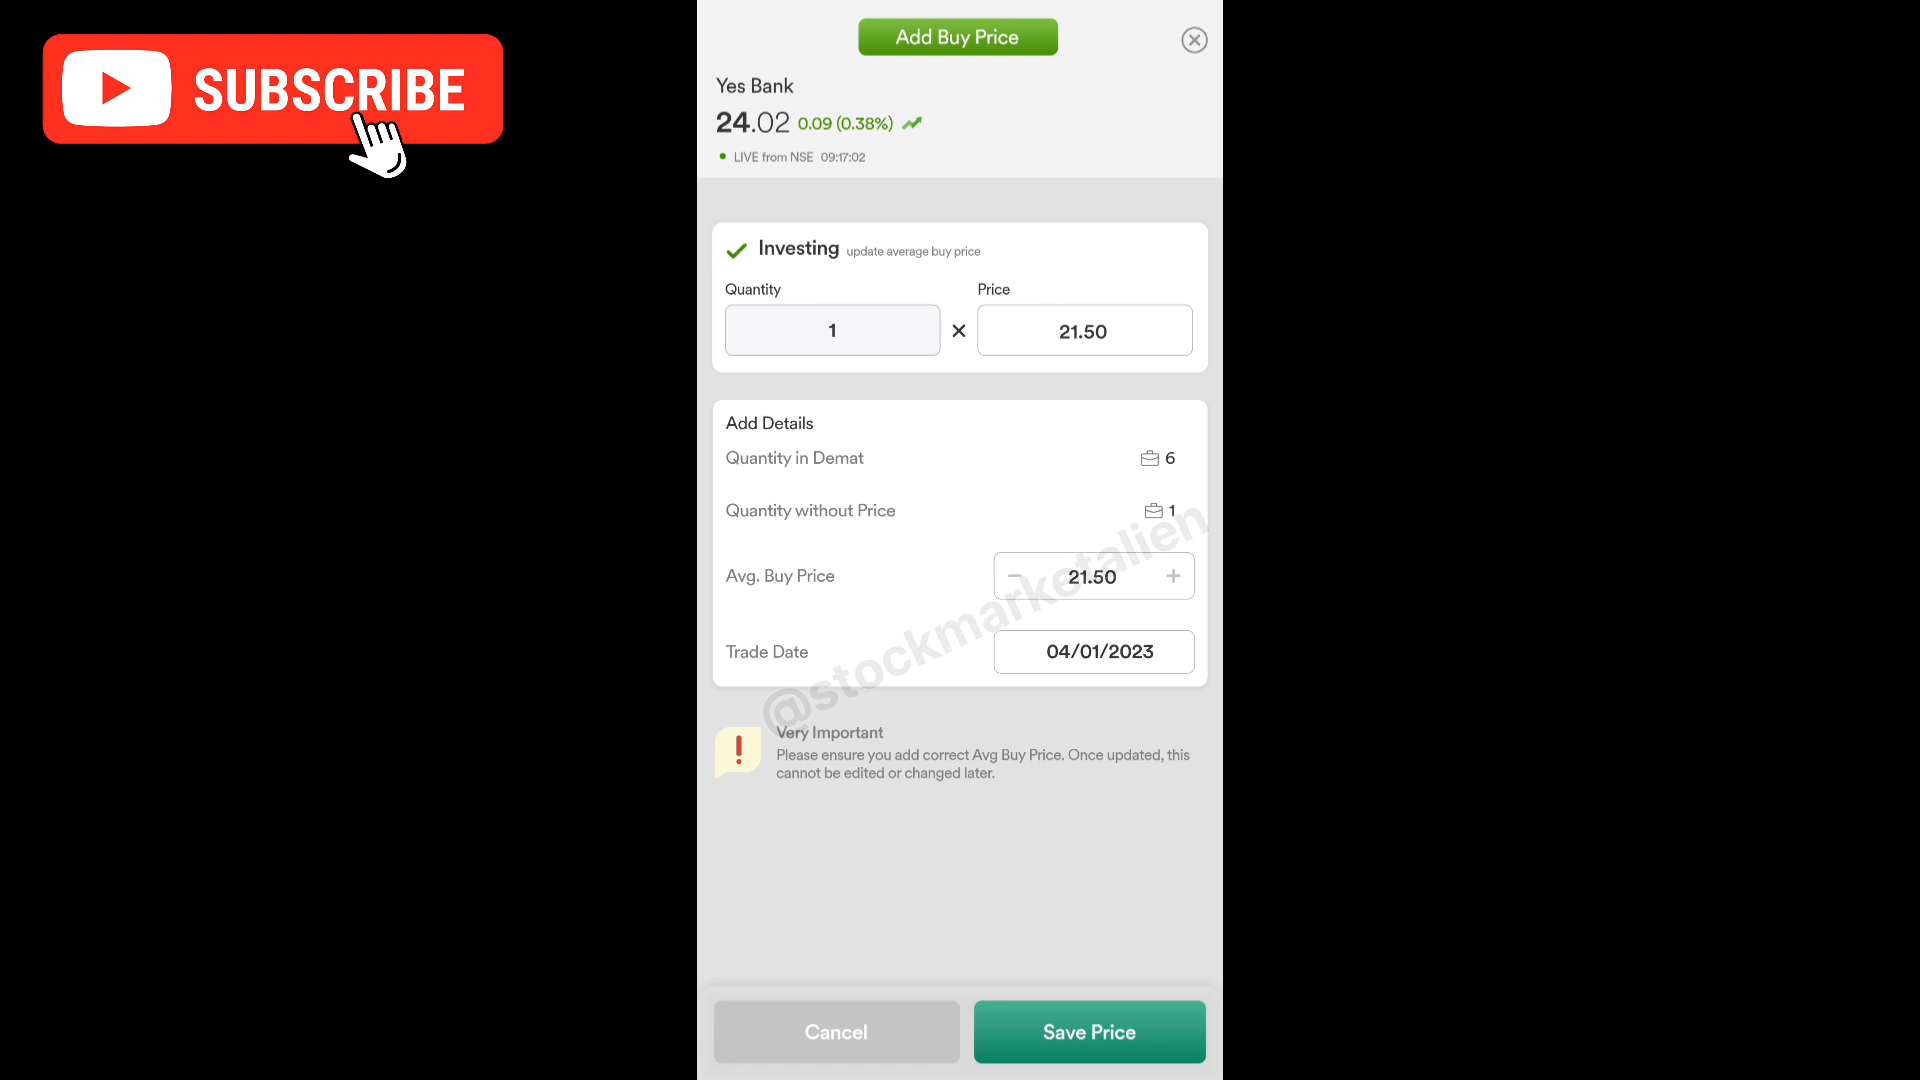 SUBSCRIBE
Add Buy Price
Yes Bank
24.02 0.09 (0.38%)
LIVE from NSE 09:17:02
Investing update average buy price
Quantity Price
1 × 21.50
Add Details
Quantity in Demat 6
Quantity without Price 1
Avg. Buy Price − 21.50 +
Trade Date 04/01/2023
@stockmarketalien
Very Important
Please ensure you add correct Avg Buy Price. Once updated, this
cannot be edited or changed later.
Cancel Save Price